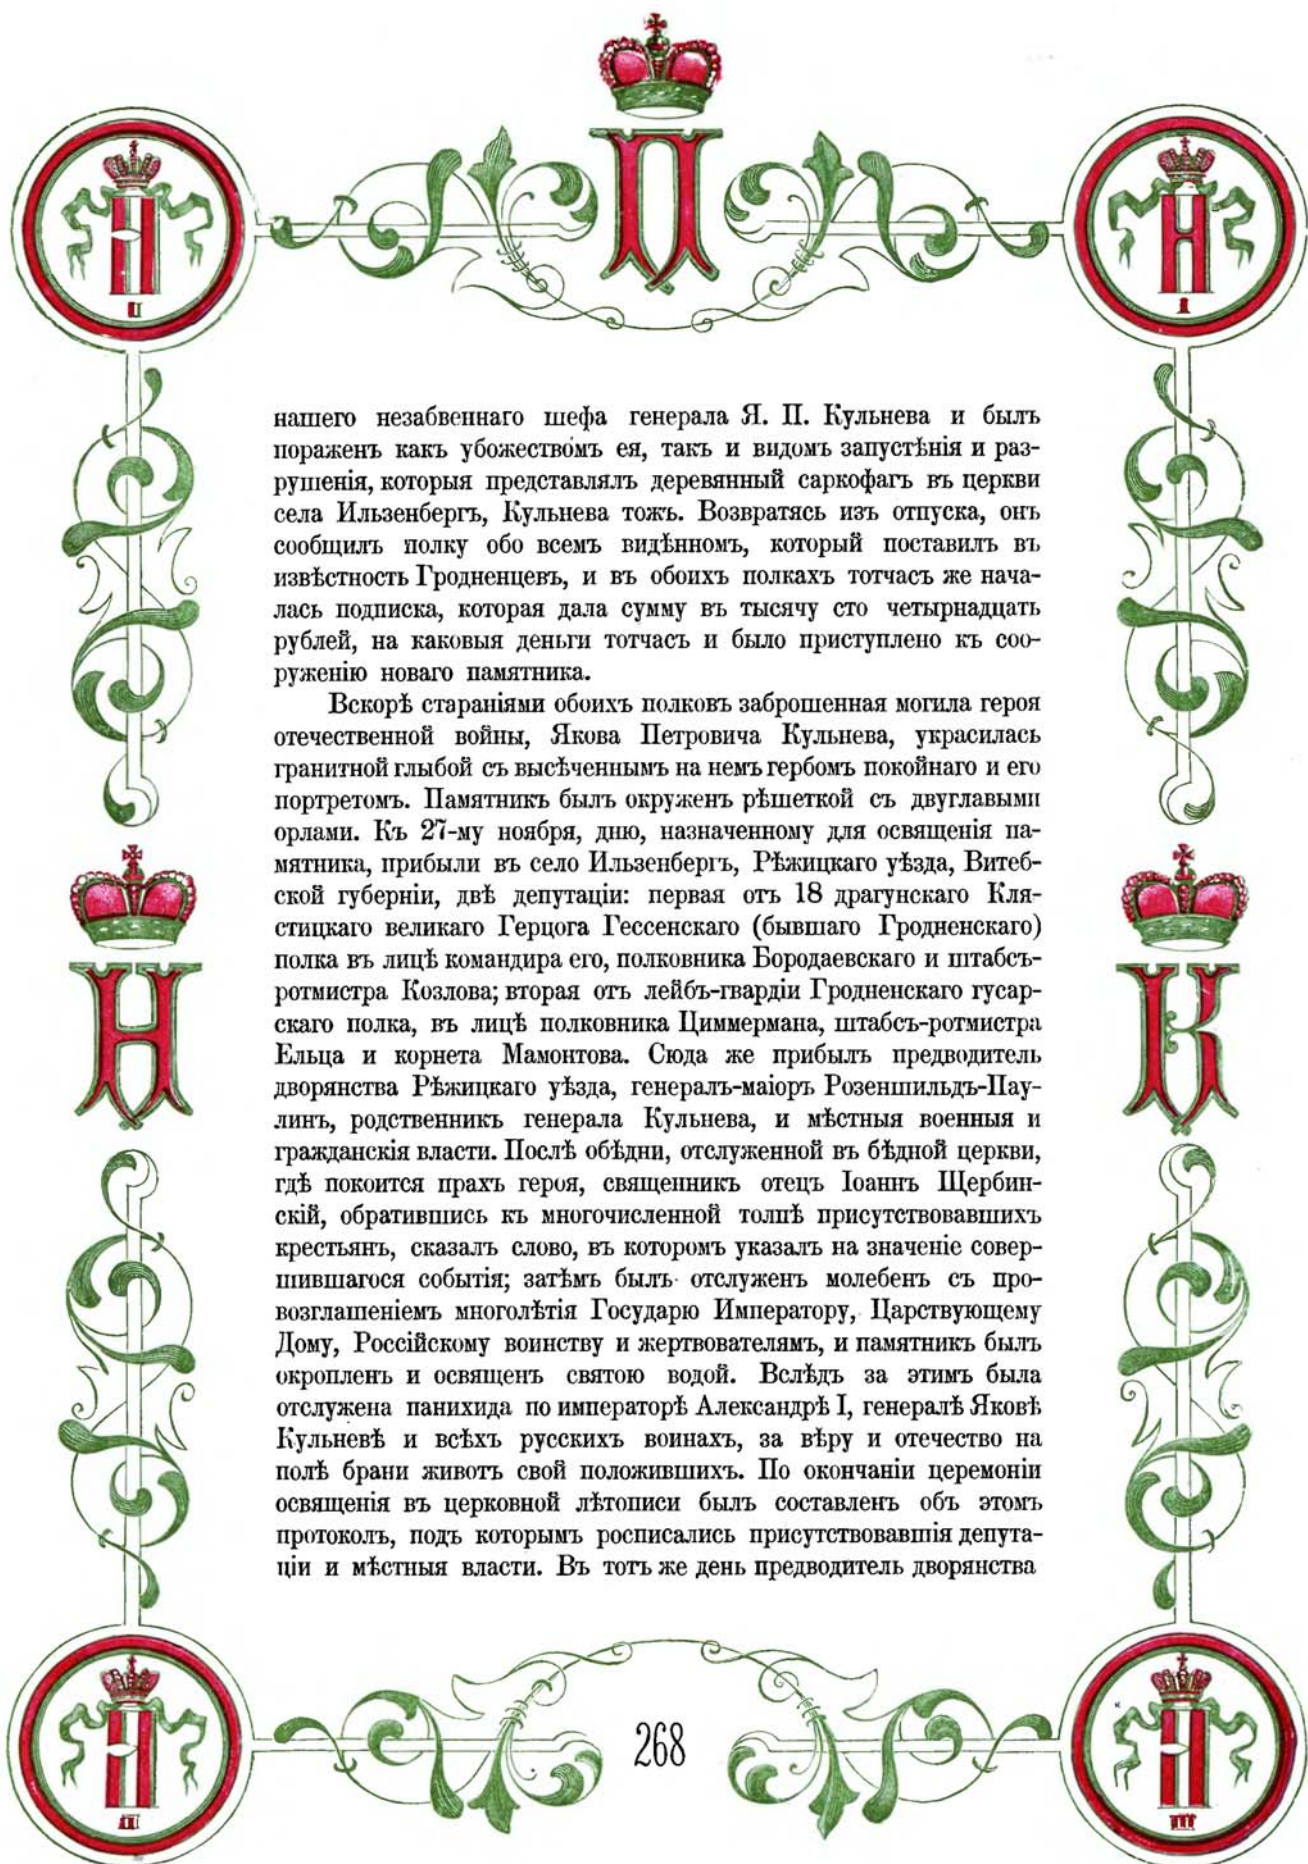 П
нашего незабвеннаго шефа генерала Я. П. Кульнева и былъ
пораженъ какъ убожествомъ ея, такъ и видомъ запустѣнія и раз-
рушенія, которыя представлялъ деревянный саркофагъ въ церкви
села Ильзенбергъ, Кульнева тожъ. Возвратясь изъ отпуска, онъ
сообщилъ полку обо всемъ видѣнномъ, который поставилъ въ
извѣстность Гродненцевъ, и въ обоихъ полкахъ тотчасъ же нача-
лась подписка, которая дала сумму въ тысячу сто четырнадцать
рублей, на каковыя деньги тотчасъ и было приступлено къ соо-
руженію новаго памятника.
Вскорѣ стараніями обоихъ полковъ заброшенная могила героя
отечественной войны, Якова Петровича Кульнева, украсилась
гранитной глыбой съ высѣченнымъ на немъ гербомъ покойнаго и его
портретомъ. Памятникъ былъ окруженъ рѣшеткой съ двуглавыми
орлами. Къ 27-му ноября, дню, назначенному для освященія па-
мятника, прибыли въ село Ильзенбергъ, Рѣжицкаго уѣзда, Витеб-
ской губерніи, двѣ депутаціи: первая отъ 18 драгунскаго Кля-
стицкаго великаго Герцога Гессенскаго (бывшаго Гродненскаго)
полка въ лицѣ командира его, полковника Бородаевскаго и штабсъ-
ротмистра Козлова; вторая отъ лейбъ-гвардіи Гродненскаго гусар-
скаго полка, въ лицѣ полковника Циммермана, штабсъ-ротмистра
Ельца и корнета Мамонтова. Сюда же прибылъ предводитель
дворянства Рѣжицкаго уѣзда, генералъ-маіоръ Розеншильдъ-Пау-
линъ, родственникъ генерала Кульнева, и мѣстныя военныя и
гражданскія власти. Послѣ обѣдни, отслуженной въ бѣдной церкви,
гдѣ покоится прахъ героя, священникъ отецъ Іоаннъ Щербин-
скій, обратившись къ многочисленной толпѣ присутствовавшихъ
крестьянъ, сказалъ слово, въ которомъ указалъ на значеніе совер-
шившагося событія; затѣмъ былъ отслуженъ молебенъ съ про-
возглашеніемъ многолѣтія Государю Императору, Царствующему
Дому, Россійскому воинству и жертвователямъ, и памятникъ былъ
окропленъ и освященъ святою водой. Вслѣдъ за этимъ была
отслужена панихида по императорѣ Александрѣ I, генералѣ Яковѣ
Кульневѣ и всѣхъ русскихъ воинахъ, за вѣру и отечество на
полѣ брани животъ свой положившихъ. По окончаніи церемоніи
освященія въ церковной лѣтописи былъ составленъ объ этомъ
протоколъ, подъ которымъ росписались присутствовавшія депута-
ціи и мѣстныя власти. Въ тотъ же день предводитель дворянства
Н
К
268